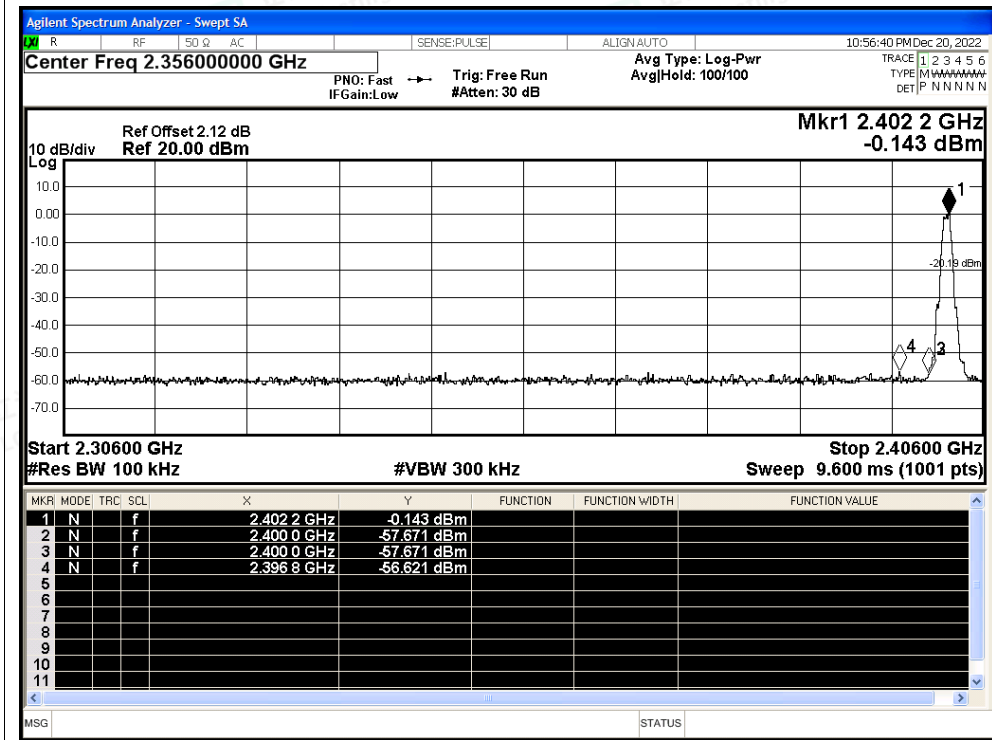 Agilent Spectrum Analyzer - Swept SA
LXI R RF 50 Ω AC SENSE:PULSE ALIGN AUTO 10:56:40 PM Dec 20, 2022
Center Freq 2.356000000 GHz
PNO: Fast
IFGain:Low
Trig: Free Run
#Atten: 30 dB
Avg Type: Log-Pwr
Avg|Hold: 100/100
TRACE 1 2 3 4 5 6
TYPE M
DET P N N N N N
Mkr1 2.402 2 GHz
-0.143 dBm
Ref Offset 2.12 dB
10 dB/div Ref 20.00 dBm
Log
10.0
0.00
-10.0
-20.0
-30.0
-40.0
-50.0
-60.0
-70.0
1
-20.19 dBm
4
Start 2.30600 GHz Stop 2.40600 GHz
#Res BW 100 kHz #VBW 300 kHz Sweep 9.600 ms (1001 pts)
MKR MODE TRC SCL X Y FUNCTION FUNCTION WIDTH FUNCTION VALUE
1 N f 2.402 2 GHz -0.143 dBm
2 N f 2.400 0 GHz -57.671 dBm
3 N f 2.400 0 GHz -57.671 dBm
4 N f 2.396 8 GHz -56.621 dBm
5
6
7
8
9
10
11
MSG STATUS